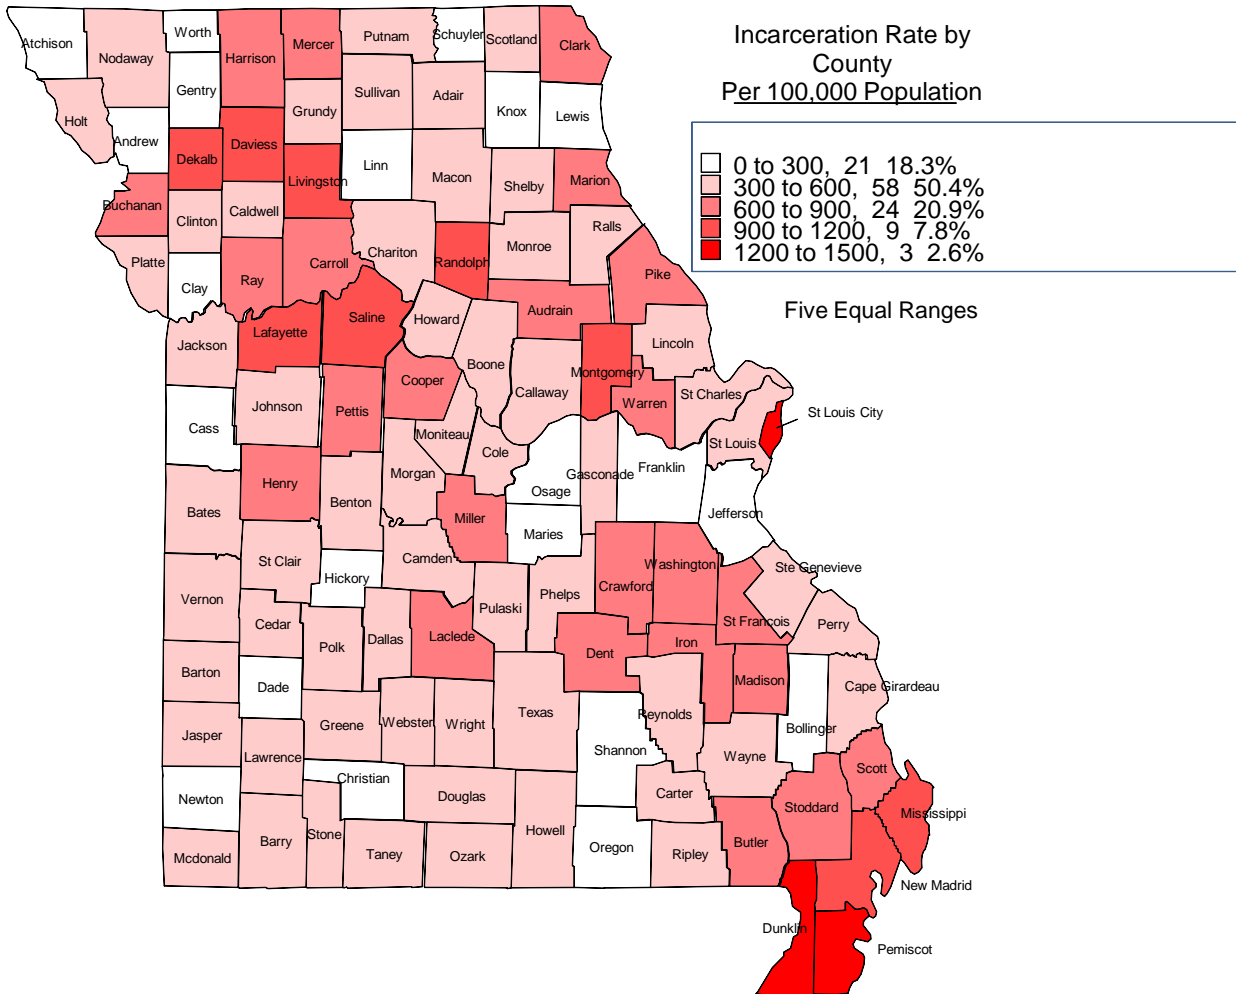 Incarceration Rate by
County
Per 100,000 Population
0 to 300, 21 18.3%
300 to 600, 58 50.4%
600 to 900, 24 20.9%
900 to 1200, 9 7.8%
1200 to 1500, 3 2.6%
Five Equal Ranges
Atchison
Nodaway
Worth
Harrison
Mercer
Putnam
Schuyler
Scotland
Clark
Gentry
Holt
Andrew
Dekalb
Daviess
Grundy
Sullivan
Adair
Knox
Lewis
Livingston
Linn
Macon
Shelby
Marion
Buchanan
Clinton
Caldwell
Platte
Clay
Ray
Carroll
Chariton
Randolph
Monroe
Ralls
Pike
Audrain
Jackson
Lafayette
Saline
Howard
Boone
Callaway
Montgomery
Lincoln
Warren
St Charles
St Louis City
St Louis
Cass
Johnson
Pettis
Cooper
Moniteau
Cole
Osage
Gasconade
Franklin
Jefferson
Bates
Henry
Benton
Morgan
Miller
Maries
Camden
St Clair
Hickory
Vernon
Cedar
Polk
Dallas
Laclede
Pulaski
Phelps
Crawford
Washington
Ste Genevieve
St Francois
Perry
Dent
Iron
Madison
Barton
Dade
Cape Girardeau
Bollinger
Reynolds
Jasper
Greene
Webster
Wright
Texas
Shannon
Wayne
Lawrence
Christian
Scott
Newton
Douglas
Carter
Stoddard
Mississippi
Mcdonald
Barry
Stone
Taney
Ozark
Howell
Oregon
Ripley
Butler
New Madrid
Dunklin
Pemiscot